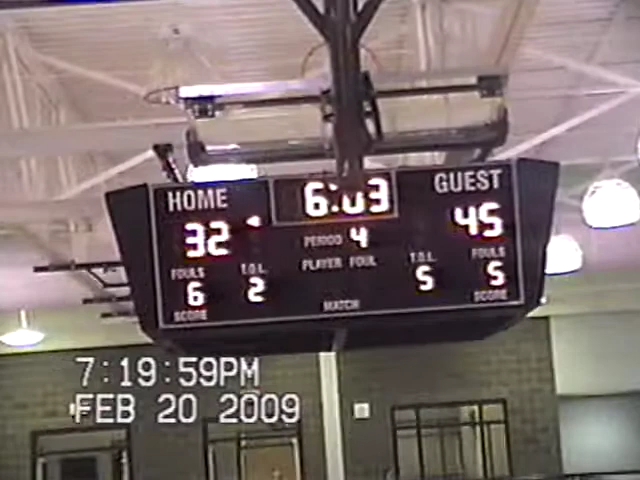 HOME 6:03 GUEST
32 PERIOD 4 45
PLAYER FOUL
FOULS T.O.L. T.O.L. FOULS
6 2 5 5
SCORE MATCH SCORE
7:19:59PM
FEB 20 2009